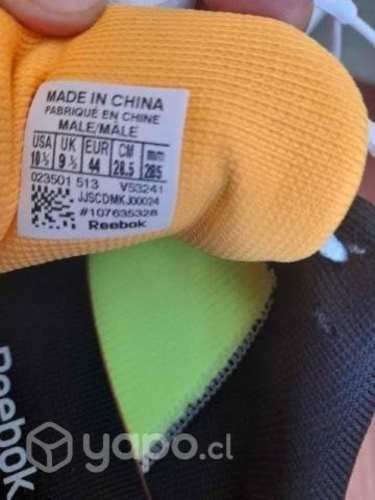 MADE IN CHINA
FABRIQUÉ EN CHINE
MALE/MALE
USA UK EUR CM mm
10½ 9½ 44 28.5 285
023501 513 V53241
JJSCDMKJ00024
#107635328
Reebok
Reebok
yapo.cl